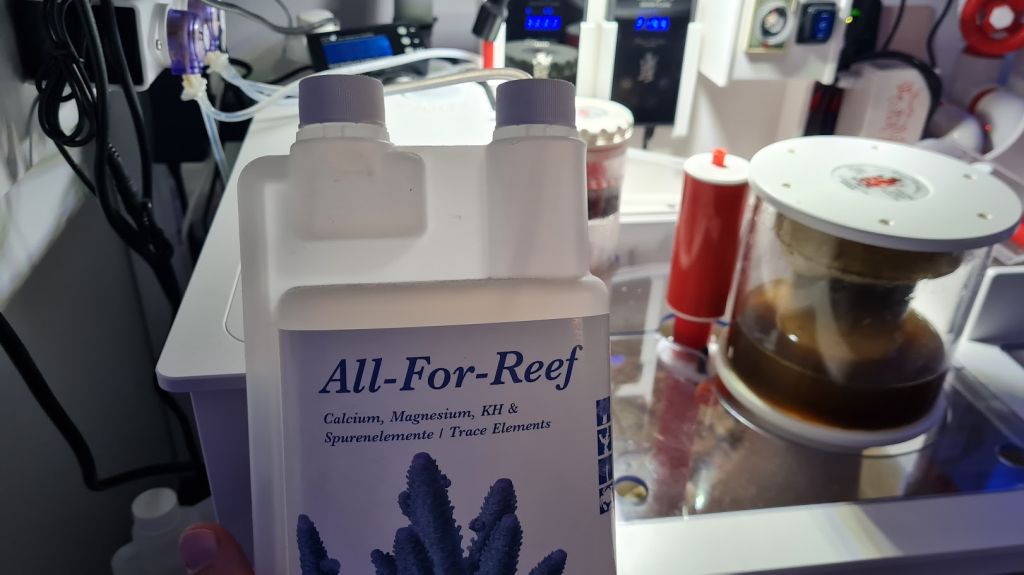 All-For-Reef
Calcium, Magnesium, KH &
Spurenelemente / Trace Elements